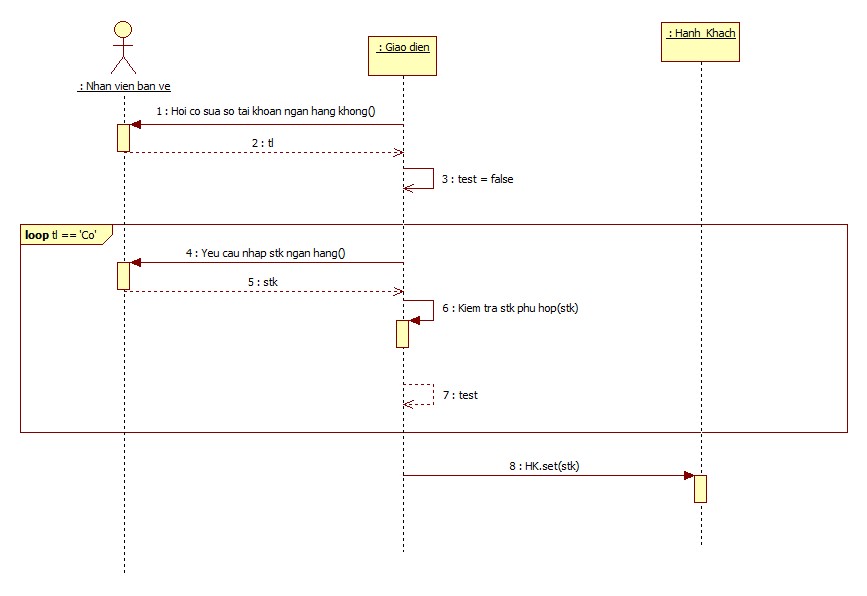 : Giao dien
: Hanh_Khach
: Nhan vien ban ve
1 : Hoi co sua so tai khoan ngan hang khong()
2 : tl
3 : test = false
loop tl == 'Co'
4 : Yeu cau nhap stk ngan hang()
5 : stk
6 : Kiem tra stk phu hop(stk)
7 : test
8 : HK.set(stk)